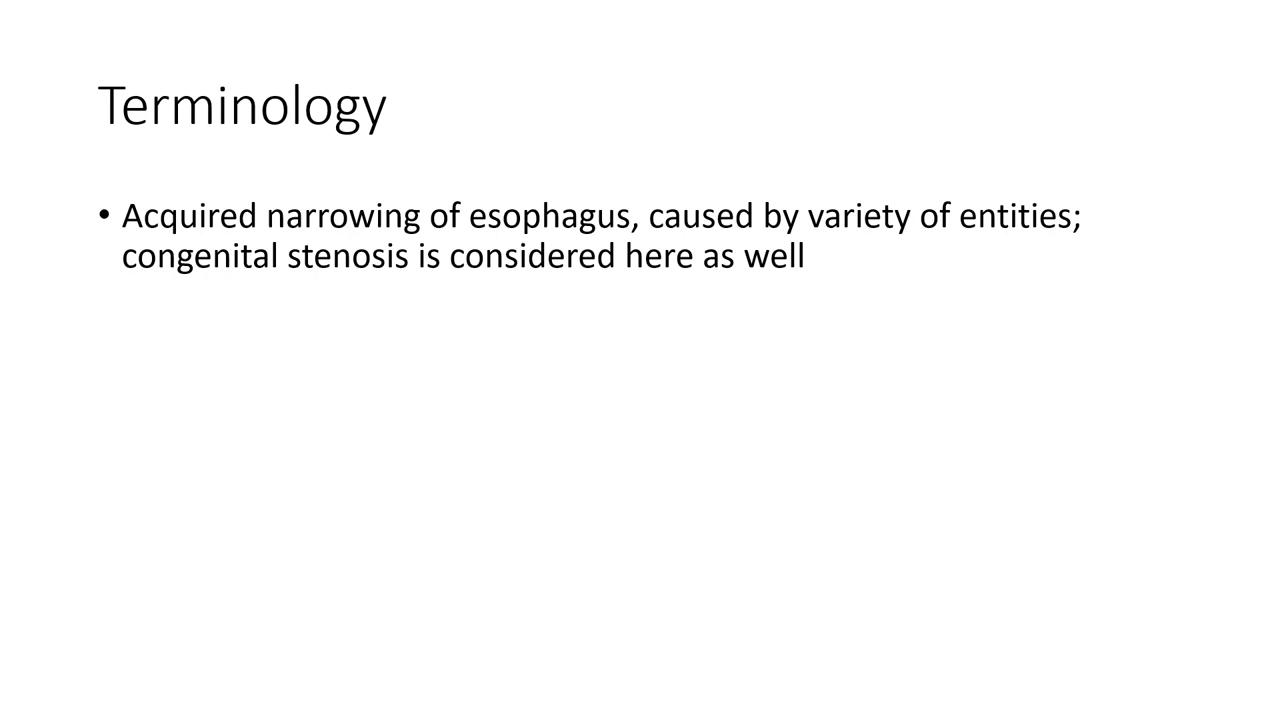 Terminology
• Acquired narrowing of esophagus, caused by variety of entities;
congenital stenosis is considered here as well